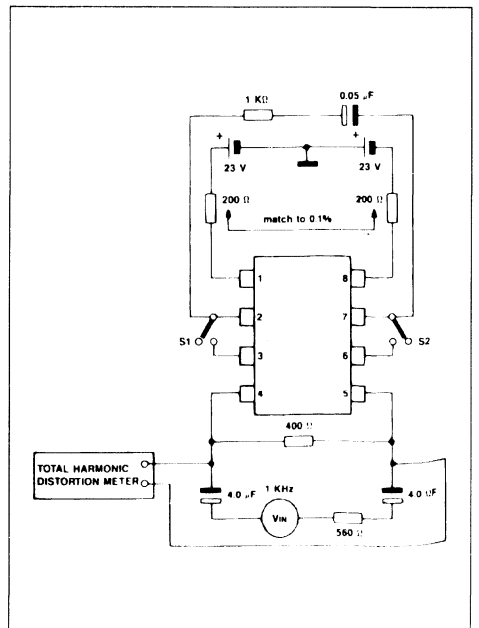 1 KΩ
0.05 µF
+
+
23 V
23 V
200 Ω
200 Ω
match to 0.1%
1
8
2
7
S1
S2
3
6
4
5
400 Ω
TOTAL HARMONIC
DISTORTION METER
1 KHz
4.0 µF
VIN
4.0 ΩF
560 Ω